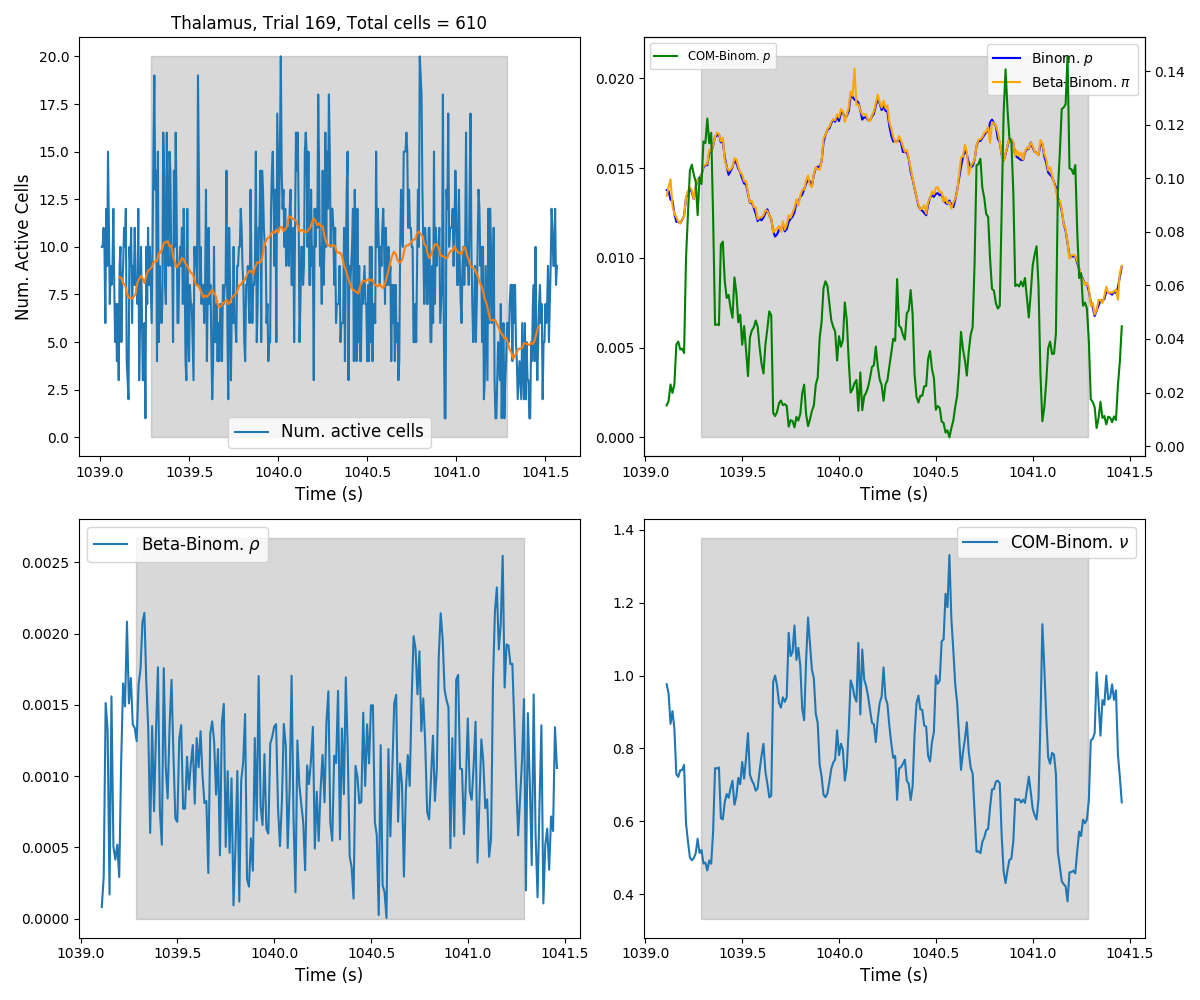 Thalamus, Trial 169, Total cells = 610
20.0
17.5
15.0
12.5
10.0
7.5
5.0
2.5
0.0
Num. Active Cells
Num. active cells
1039.0 1039.5 1040.0 1040.5 1041.0 1041.5
Time (s)
COM-Binom. p
Binom. p
Beta-Binom. π
0.020
0.015
0.010
0.005
0.000
0.14
0.12
0.10
0.08
0.06
0.04
0.02
0.00
1039.0 1039.5 1040.0 1040.5 1041.0 1041.5
Time (s)
Beta-Binom. ρ
0.0025
0.0020
0.0015
0.0010
0.0005
0.0000
1039.0 1039.5 1040.0 1040.5 1041.0 1041.5
Time (s)
COM-Binom. ν
1.4
1.2
1.0
0.8
0.6
0.4
1039.0 1039.5 1040.0 1040.5 1041.0 1041.5
Time (s)